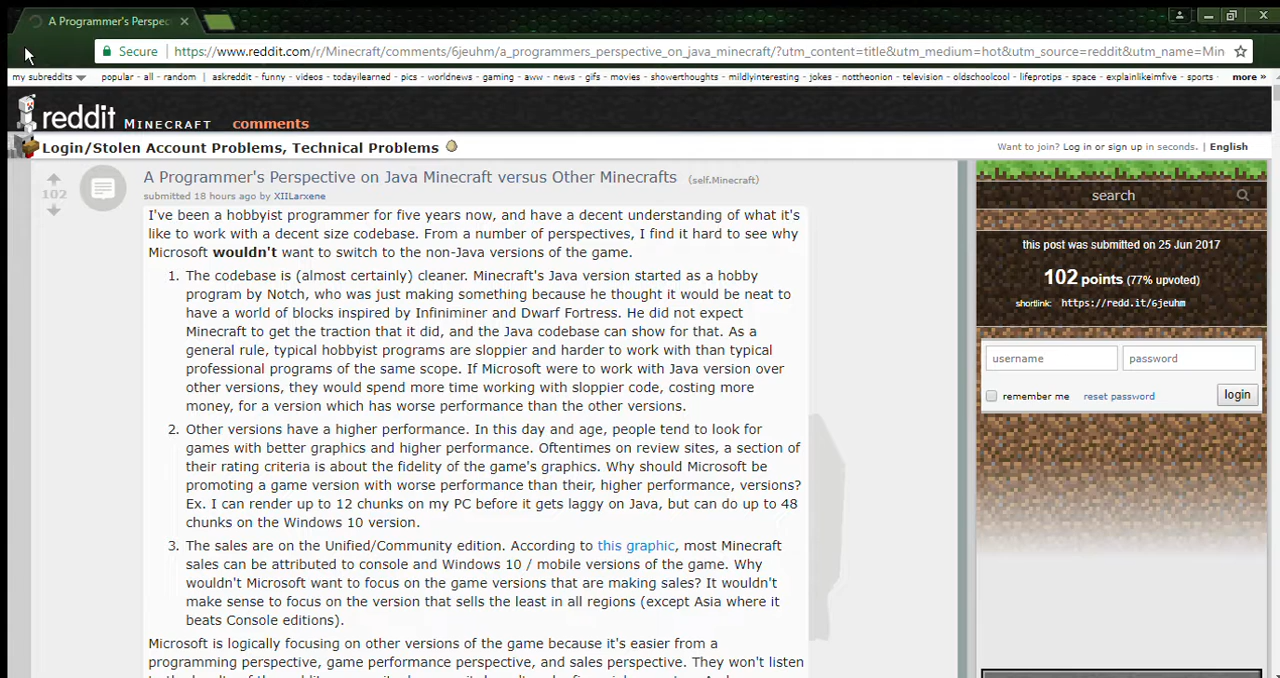 A Programmer's Perspec
Secure https://www.reddit.com/r/Minecraft/comments/6jeuhm/a_programmers_perspective_on_java_minecraft/?utm_content=title&utm_medium=hot&utm_source=reddit&utm_name=Min
my subreddits popular - all - random | askreddit - funny - videos - todayilearned - pics - worldnews - gaming - aww - news - gifs - movies - showerthoughts - mildlyinteresting - jokes - nottheonion - television - oldschoolcool - lifeprotips - space - explainlikeimfive - sports - more »
reddit MINECRAFT comments
Login/Stolen Account Problems, Technical Problems
Want to join? Log in or sign up in seconds. | English
102
A Programmer's Perspective on Java Minecraft versus Other Minecrafts (self.Minecraft)
submitted 18 hours ago by XIILarxene
I've been a hobbyist programmer for five years now, and have a decent understanding of what it's
like to work with a decent size codebase. From a number of perspectives, I find it hard to see why
Microsoft wouldn't want to switch to the non-Java versions of the game.
1. The codebase is (almost certainly) cleaner. Minecraft's Java version started as a hobby
program by Notch, who was just making something because he thought it would be neat to
have a world of blocks inspired by Infiniminer and Dwarf Fortress. He did not expect
Minecraft to get the traction that it did, and the Java codebase can show for that. As a
general rule, typical hobbyist programs are sloppier and harder to work with than typical
professional programs of the same scope. If Microsoft were to work with Java version over
other versions, they would spend more time working with sloppier code, costing more
money, for a version which has worse performance than the other versions.
2. Other versions have a higher performance. In this day and age, people tend to look for
games with better graphics and higher performance. Oftentimes on review sites, a section of
their rating criteria is about the fidelity of the game's graphics. Why should Microsoft be
promoting a game version with worse performance than their, higher performance, versions?
Ex. I can render up to 12 chunks on my PC before it gets laggy on Java, but can do up to 48
chunks on the Windows 10 version.
3. The sales are on the Unified/Community edition. According to this graphic, most Minecraft
sales can be attributed to console and Windows 10 / mobile versions of the game. Why
wouldn't Microsoft want to focus on the game versions that are making sales? It wouldn't
make sense to focus on the version that sells the least in all regions (except Asia where it
beats Console editions).
Microsoft is logically focusing on other versions of the game because it's easier from a
programming perspective, game performance perspective, and sales perspective. They won't listen
search
this post was submitted on 25 Jun 2017
102 points (77% upvoted)
shortlink: https://redd.it/6jeuhm
username password
remember me reset password login